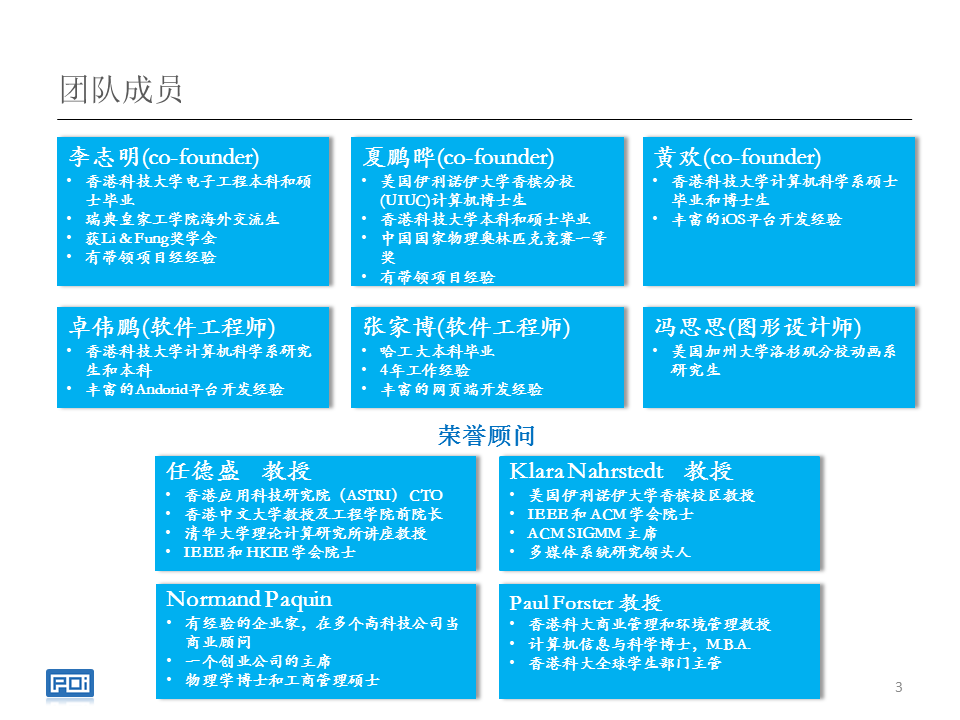 团队成员
李志明(co-founder)
• 香港科技大学电子工程本科和硕
士毕业
• 瑞典皇家工学院海外交流生
• 获Li & Fung奖学金
• 有带领项目经经验
夏鹏晔(co-founder)
• 美国伊利诺伊大学香槟分校
(UIUC)计算机博士生
• 香港科技大学本科和硕士毕业
• 中国国家物理奥林匹克竞赛一等
奖
• 有带领项目经验
黄欢(co-founder)
• 香港科技大学计算机科学系硕士
毕业和博士生
• 丰富的iOS平台开发经验
卓伟鹏(软件工程师)
• 香港科技大学计算机科学系研究
生和本科
• 丰富的Andorid平台开发经验
张家博(软件工程师)
• 哈工大本科毕业
• 4年工作经验
• 丰富的网页端开发经验
冯思思(图形设计师)
• 美国加州大学洛杉矶分校动画系
研究生
荣誉顾问
任德盛 教授
• 香港应用科技研究院（ASTRI） CTO
• 香港中文大学教授及工程学院前院长
• 清华大学理论计算研究所讲座教授
• IEEE 和 HKIE 学会院士
Klara Nahrstedt 教授
• 美国伊利诺伊大学香槟校区教授
• IEEE 和 ACM 学会院士
• ACM SIGMM 主席
• 多媒体系统研究领头人
Normand Paquin
• 有经验的企业家，在多个高科技公司当
商业顾问
• 一个创业公司的主席
• 物理学博士和工商管理硕士
Paul Forster 教授
• 香港科大商业管理和环境管理教授
• 计算机信息与科学博士，M.B.A.
• 香港科大全球学生部门主管
FOi
3